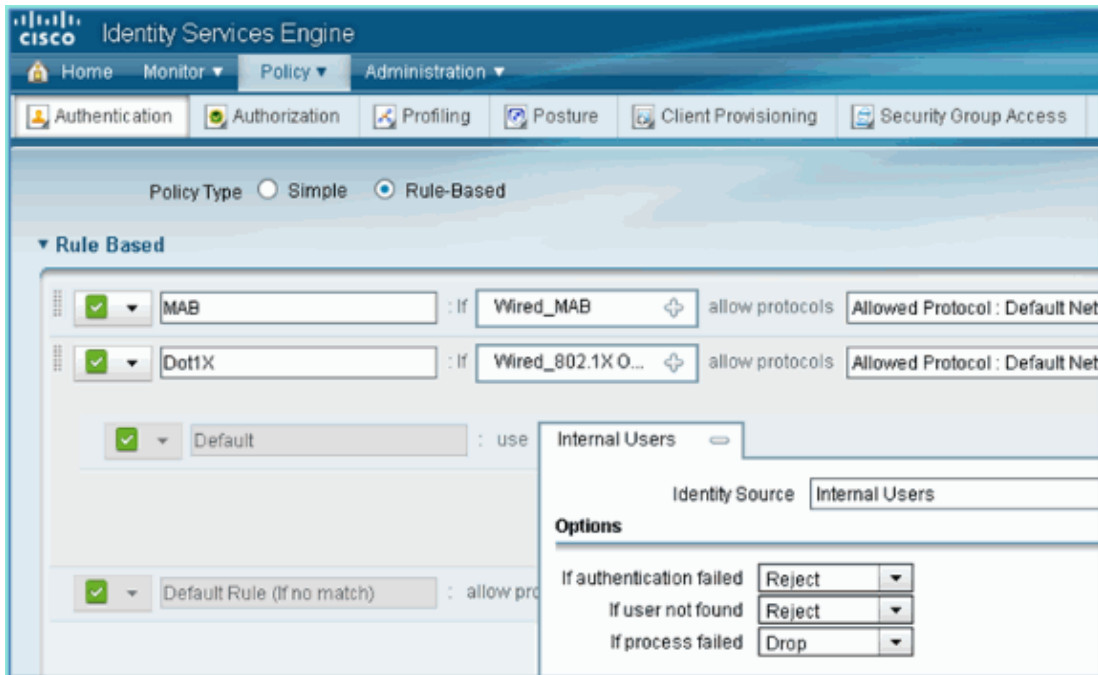 CISCO Identity Services Engine
Home Monitor Policy Administration
Authentication Authorization Profiling Posture Client Provisioning Security Group Access
Policy Type Simple Rule-Based
Rule Based
MAB : If Wired_MAB allow protocols Allowed Protocol : Default Net
Dot1X : If Wired_802.1X O... allow protocols Allowed Protocol : Default Net
Default : use Internal Users
Identity Source Internal Users
Options
If authentication failed Reject
If user not found Reject
If process failed Drop
Default Rule (If no match) : allow pro